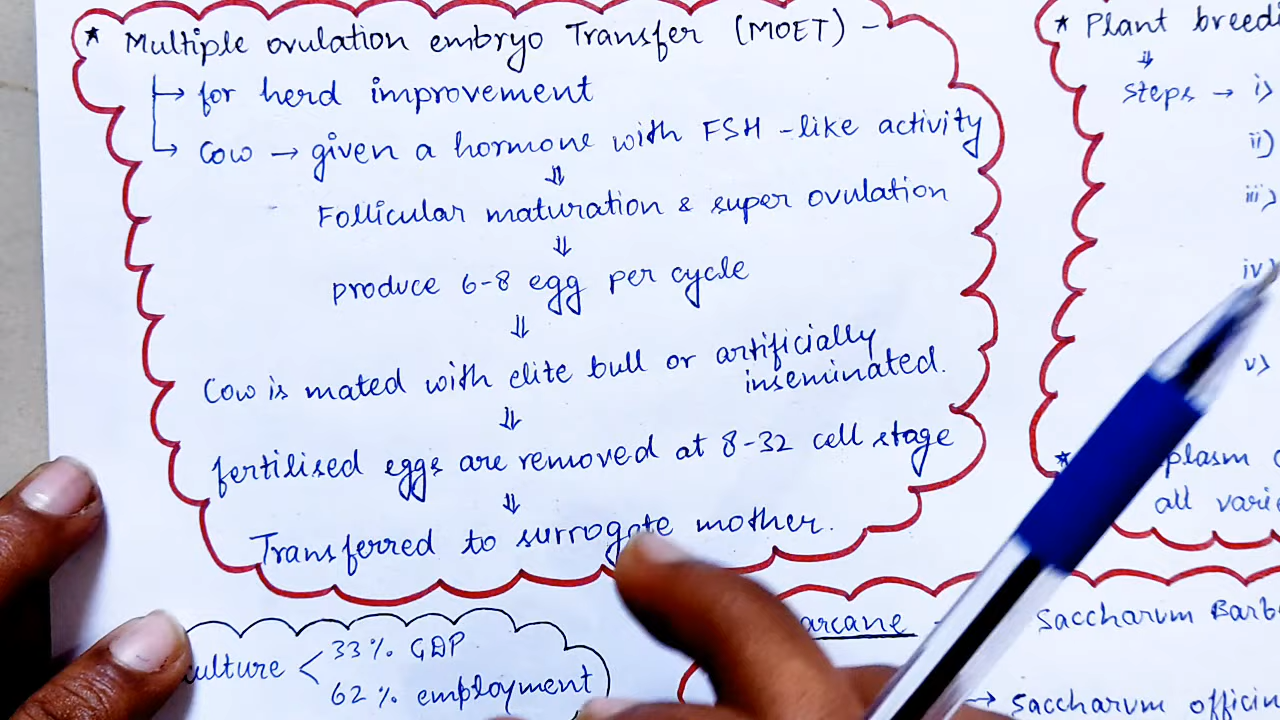 * Multiple ovulation embryo Transfer (MOET) -
→ for herd improvement
→ Cow → given a hormone with FSH -like activity
⇓
Follicular maturation & super ovulation
⇓
produce 6-8 egg per cycle
⇓
Cow is mated with elite bull or artificially
inseminated.
⇓
fertilised eggs are removed at 8-32 cell stage
⇓
Transferred to surrogate mother.
ulture < 33% GDP
62% employment
* Plant breedi
⇓
steps → i>
ii)
iii>
iv)
v>
* plasm
all varie
arcane - Saccharum Barb
→ saccharum officin